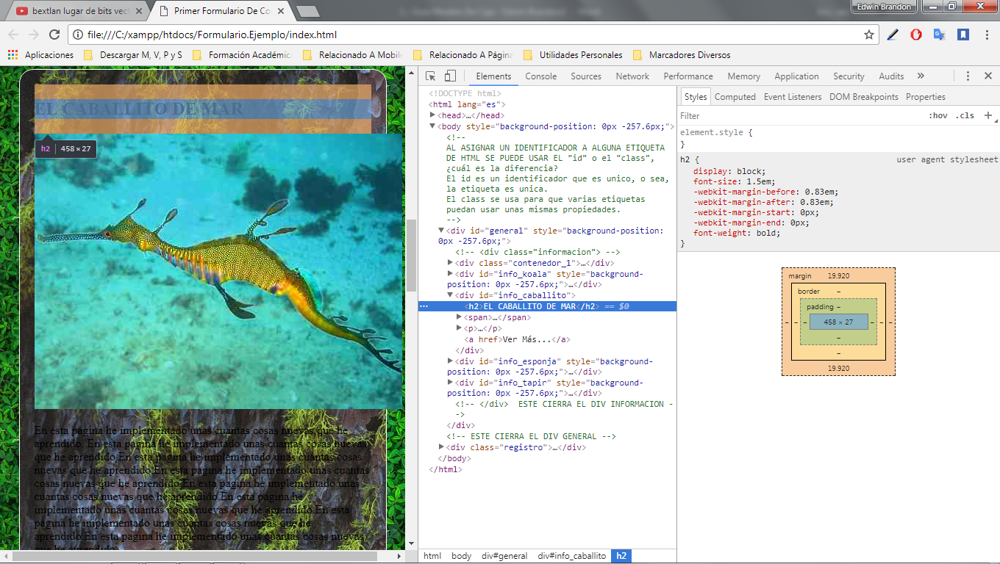 bextlan lugar de bits vect
Primer Formulario De Co
Edwin Brandon
file:///C:/xampp/htdocs/Formulario.Ejemplo/index.html
Aplicaciones
Descargar M, V, P y S
Formación Académic
Relacionado A Mobile
Relacionado A Página
Utilidades Personales
Marcadores Diversos
EL CABALLITO DE MAR
h2 458 × 27
En esta pagina he implementado unas cuantas cosas nuevas que he
aprendido. En esta pagina he implementado unas cuantas cosas nuevas
que he aprendido.En esta pagina he implementado unas cuantas cosas
nuevas que he aprendido.En esta pagina he implementado unas cuantas
cosas nuevas que he aprendido.En esta pagina he implementado unas
cuantas cosas nuevas que he aprendido.En esta pagina he
implementado unas cuantas cosas nuevas que he aprendido.En esta
pagina he implementado unas cuantas cosas nuevas que he
aprendido.En esta pagina he implementado unas cuantas cosas nuevas
que he aprendido.
Elements Console Sources Network Performance Memory Application Security Audits »
<!DOCTYPE html>
<html lang="es">
<head>…</head>
<body style="background-position: 0px -257.6px;">
<!--
AL ASIGNAR UN IDENTIFICADOR A ALGUNA ETIQUETA
DE HTML SE PUEDE USAR EL "id" o el "class",
¿cuál es la diferencia?
El id es un identificador que es unico, o sea,
la etiqueta es unica.
El class se usa para que varias etiquetas
puedan usar unas mismas propiedades.
-->
<div id="general" style="background-position:
0px -257.6px;">
<!-- <div class="informacion"> -->
<div class="contenedor_1">…</div>
<div id="info_koala" style="background-
position: 0px -257.6px;">…</div>
<div id="info_caballito">
<h2>EL CABALLITO DE MAR</h2> == $0
<span>…</span>
<p>…</p>
<a href>Ver Más...</a>
</div>
<div id="info_esponja" style="background-
position: 0px -257.6px;">…</div>
<div id="info_tapir" style="background-
position: 0px -257.6px;">…</div>
<!-- </div> ESTE CIERRA EL DIV INFORMACION -
->
</div>
<!-- ESTE CIERRA EL DIV GENERAL -->
<div class="registro">…</div>
</body>
</html>
html body div#general div#info_caballito h2
Styles Computed Event Listeners DOM Breakpoints Properties
Filter :hov .cls +
element.style {
}
h2 { user agent stylesheet
display: block;
font-size: 1.5em;
-webkit-margin-before: 0.83em;
-webkit-margin-after: 0.83em;
-webkit-margin-start: 0px;
-webkit-margin-end: 0px;
font-weight: bold;
}
margin 19.920
border –
padding –
– – – 458 × 27 – – –
–
–
19.920